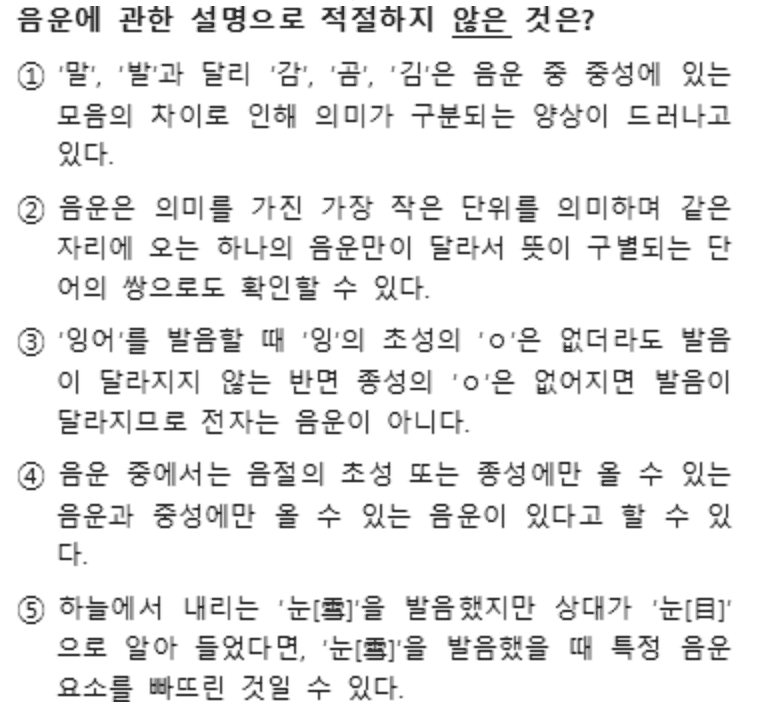 음운에 관한 설명으로 적절하지 않은 것은?
① '말', '발'과 달리 '감', '곰', '김'은 음운 중 중성에 있는
모음의 차이로 인해 의미가 구분되는 양상이 드러나고
있다.
② 음운은 의미를 가진 가장 작은 단위를 의미하며 같은
자리에 오는 하나의 음운만이 달라서 뜻이 구별되는 단
어의 쌍으로도 확인할 수 있다.
③ '잉어'를 발음할 때 '잉'의 초성의 'ㅇ'은 없더라도 발음
이 달라지지 않는 반면 종성의 'ㅇ'은 없어지면 발음이
달라지므로 전자는 음운이 아니다.
④ 음운 중에서는 음절의 초성 또는 종성에만 올 수 있는
음운과 중성에만 올 수 있는 음운이 있다고 할 수 있
다.
⑤ 하늘에서 내리는 '눈[雪]'을 발음했지만 상대가 '눈[目]'
으로 알아 들었다면, '눈[雪]'을 발음했을 때 특정 음운
요소를 빠뜨린 것일 수 있다.